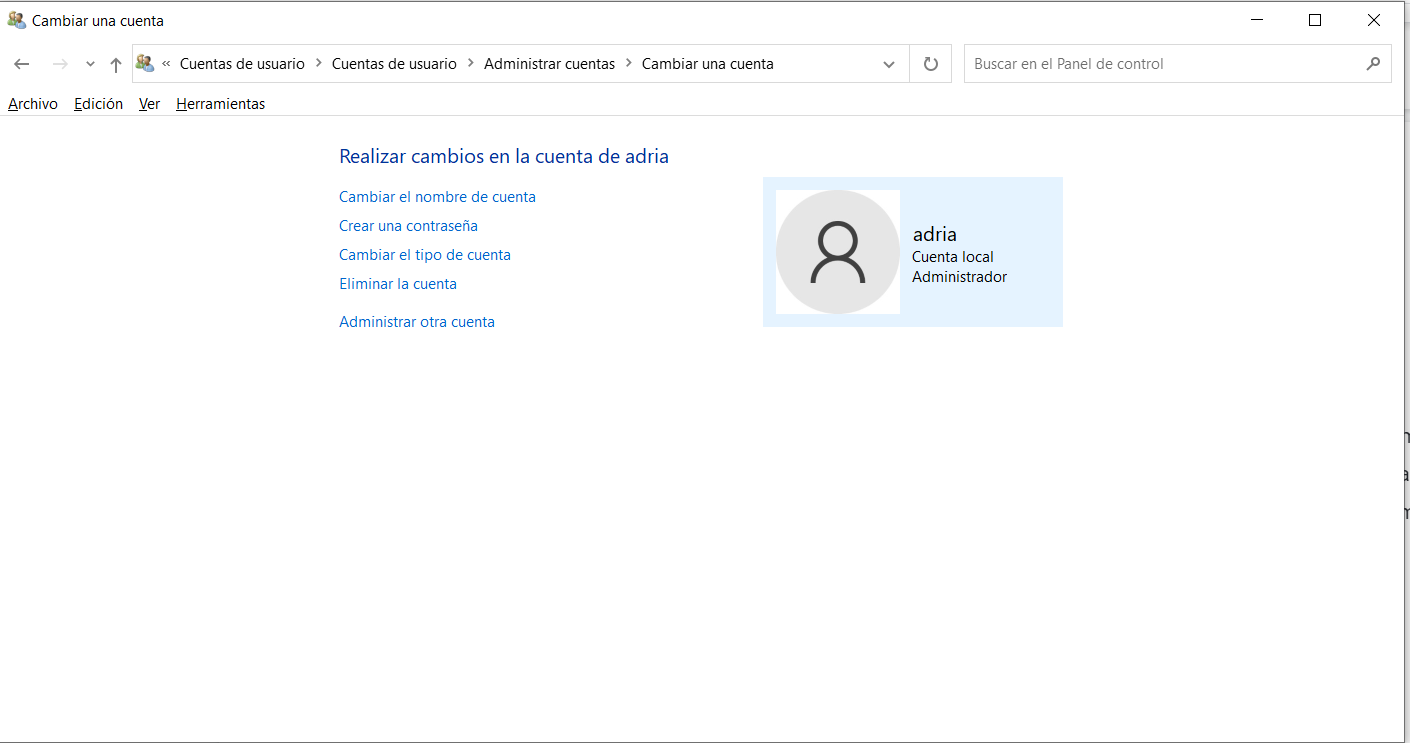 Cambiar una cuenta
« Cuentas de usuario > Cuentas de usuario > Administrar cuentas > Cambiar una cuenta
Buscar en el Panel de control
Archivo Edición Ver Herramientas
Realizar cambios en la cuenta de adria
Cambiar el nombre de cuenta
Crear una contraseña
Cambiar el tipo de cuenta
Eliminar la cuenta
Administrar otra cuenta
adria
Cuenta local
Administrador